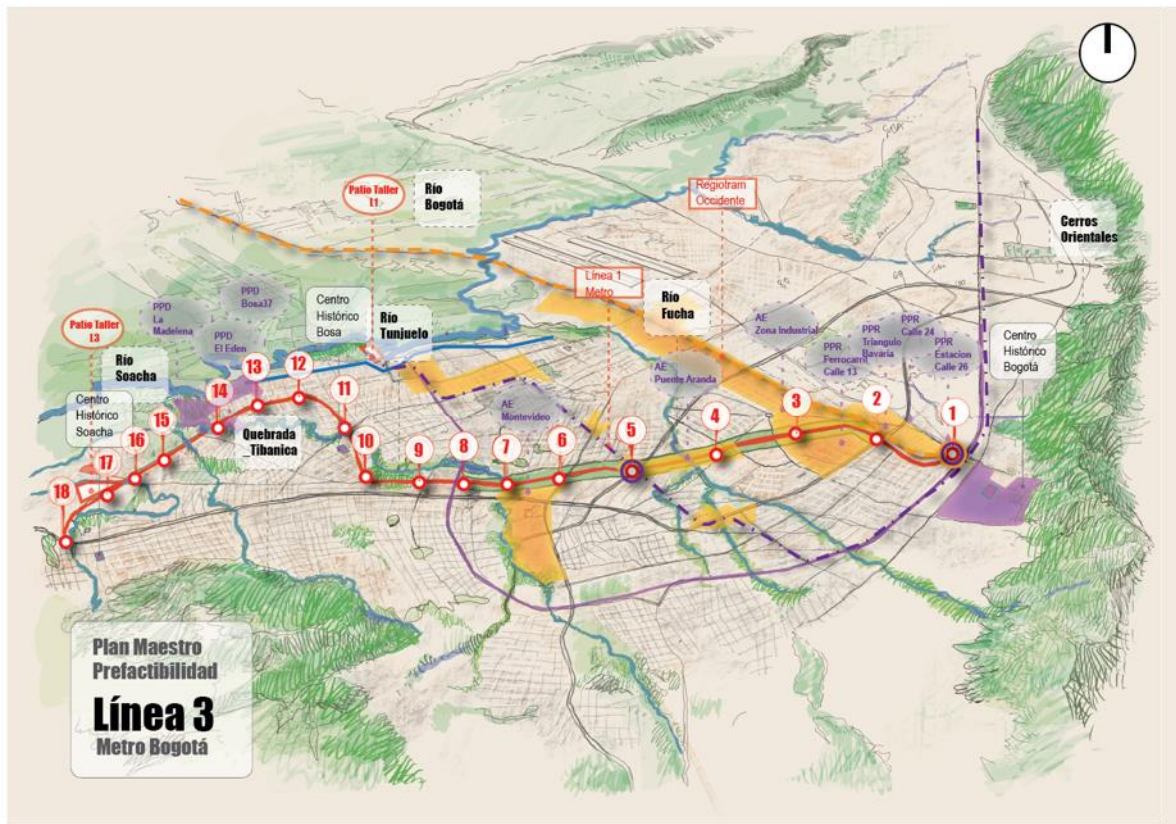 Patio Taller
L1
Río
Bogotá
Regiotram
Occidente
Cerros
Orientales
PPD
Bosa37
PPD
La
Madelena
PPD
El Eden
Centro
Histórico
Bosa
Río
Tunjuelo
Línea 1
Metro
Río
Fucha
AE
Zona Industrial
PPR
Calle 24
PPR
Triangulo
Bavaria
PPR
Ferrocarril
Calle 13
PPR
Estacion
Calle 26
Centro
Histórico
Bogotá
Patio Taller
L3
Río
Soacha
Centro
Histórico
Soacha
AE
Puente Aranda
AE
Montevideo
Quebrada
_Tibanica
18
17
16
15
14
13
12
11
10
9
8
7
6
5
4
3
2
1
Plan Maestro
Prefactibilidad
Línea 3
Metro Bogotá